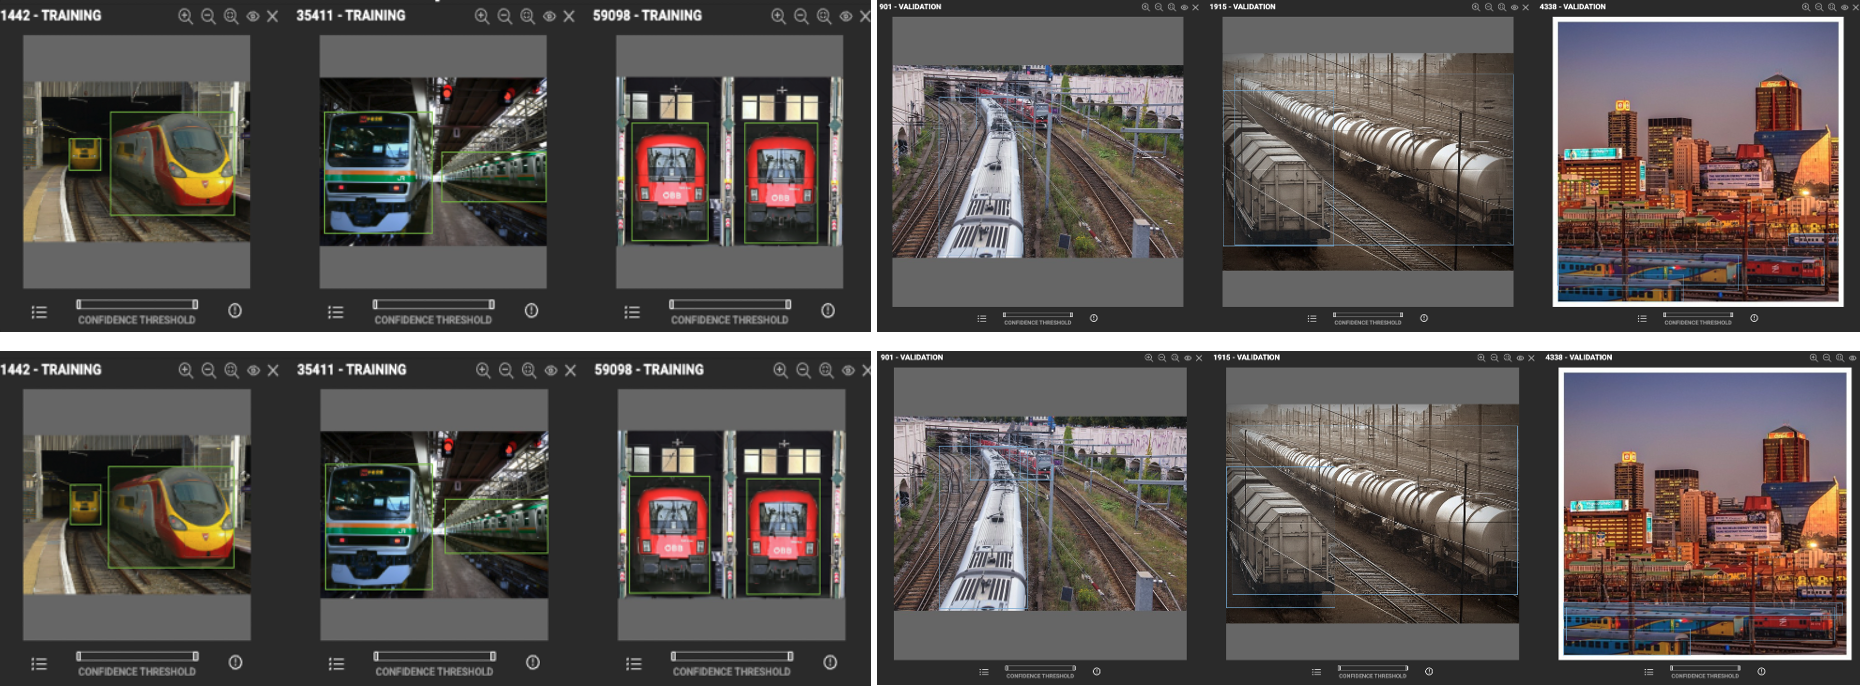 1442 - TRAINING
35411 - TRAINING
59098 - TRAINING
901 - VALIDATION
1915 - VALIDATION
4338 - VALIDATION
ÖBB
ÖBB
CONFIDENCE THRESHOLD
CONFIDENCE THRESHOLD
CONFIDENCE THRESHOLD
CONFIDENCE THRESHOLD
CONFIDENCE THRESHOLD
CONFIDENCE THRESHOLD
1442 - TRAINING
35411 - TRAINING
59098 - TRAINING
901 - VALIDATION
1915 - VALIDATION
4338 - VALIDATION
ÖBB
ÖBB
CONFIDENCE THRESHOLD
CONFIDENCE THRESHOLD
CONFIDENCE THRESHOLD
CONFIDENCE THRESHOLD
CONFIDENCE THRESHOLD
CONFIDENCE THRESHOLD